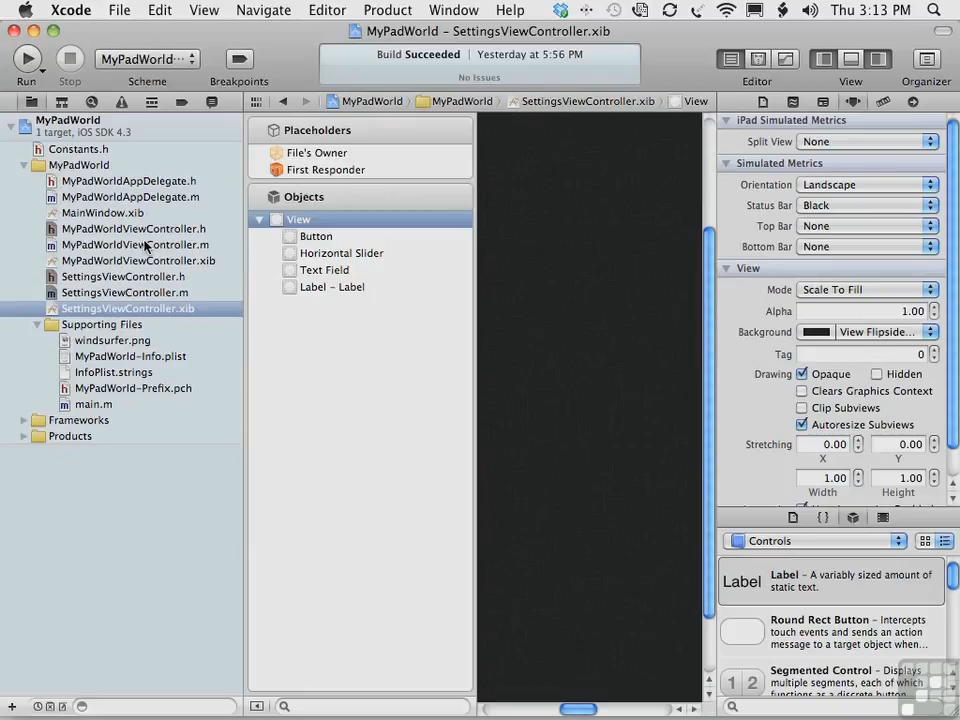 Xcode File Edit View Navigate Editor Product Window Thu 3:13 PM
MyPadWorld – SettingsViewController.xib
MyPadWorld··· Build Succeeded Yesterday at 5:56 PM
No Issues
Run Stop Scheme Breakpoints Editor View Organizer
MyPadWorld MyPadWorld SettingsViewController.xib View
MyPadWorld
1 target, iOS SDK 4.3
Constants.h
MyPadWorld
MyPadWorldAppDelegate.h
MyPadWorldAppDelegate.m
MainWindow.xib
MyPadWorldViewController.h
MyPadWorldViewController.m
MyPadWorldViewController.xib
SettingsViewController.h
SettingsViewController.m
SettingsViewController.xib
Supporting Files
windsurfer.png
MyPadWorld-Info.plist
InfoPlist.strings
MyPadWorld-Prefix.pch
main.m
Frameworks
Products
Placeholders
File's Owner
First Responder
Objects
View
Button
Horizontal Slider
Text Field
Label – Label
iPad Simulated Metrics
Split View None
Simulated Metrics
Orientation Landscape
Status Bar Black
Top Bar None
Bottom Bar None
View
Mode Scale To Fill
Alpha 1.00
Background View Flipside...
Tag 0
Drawing Opaque Hidden
Clears Graphics Context
Clip Subviews
Autoresize Subviews
Stretching 0.00 0.00
X Y
1.00 1.00
Width Height
{}
Controls
Label Label – A variably sized amount of
static text.
Round Rect Button – Intercepts
touch events and sends an action
message to a target object when...
1 2 Segmented Control – Displays
multiple segments, each of which
functions as a discrete button.